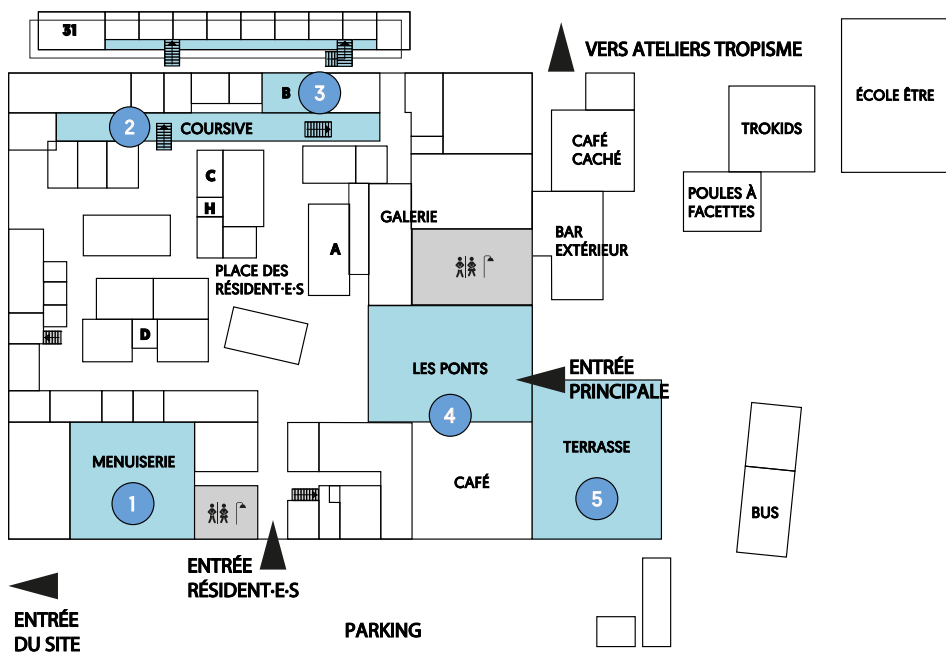 31
VERS ATELIERS TROPISME
ÉCOLE ÊTRE
B
3
TROKIDS
2
COURSIVE
CAFÉ
CACHÉ
C
POULES À
FACETTES
H
GALERIE
BAR
EXTÉRIEUR
A
PLACE DES
RÉSIDENT·E·S
D
LES PONTS
ENTRÉE
PRINCIPALE
4
TERRASSE
MENUISERIE
CAFÉ
1
5
BUS
ENTRÉE
RÉSIDENT·E·S
ENTRÉE
DU SITE
PARKING